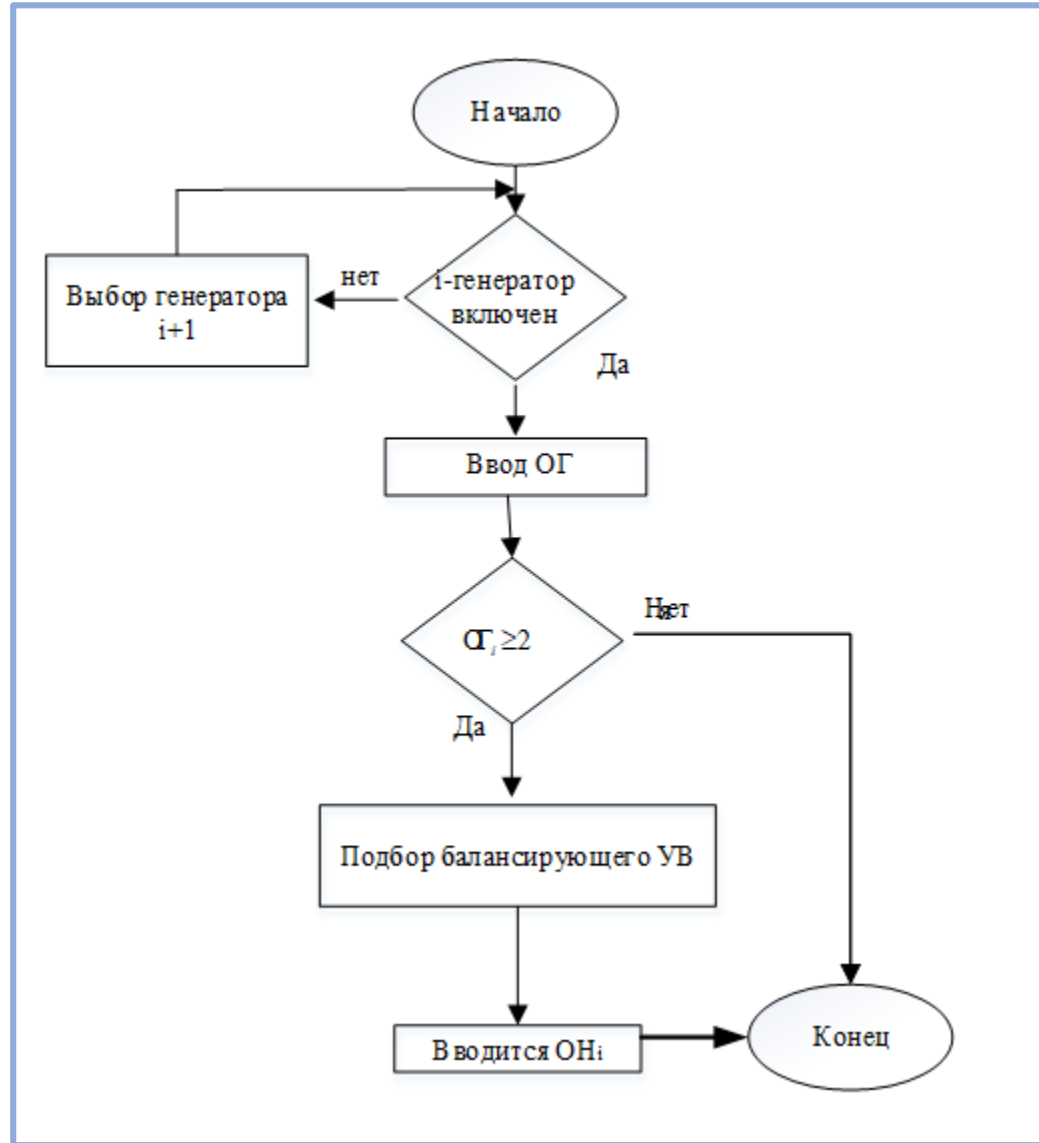 Начало
нет
i-генератор
включен
Выбор генератора
i+1
Да
Ввод ОГ
ОГi ≥2
Нет
Да
Подбор балансирующего УВ
Вводится ОНi
Конец